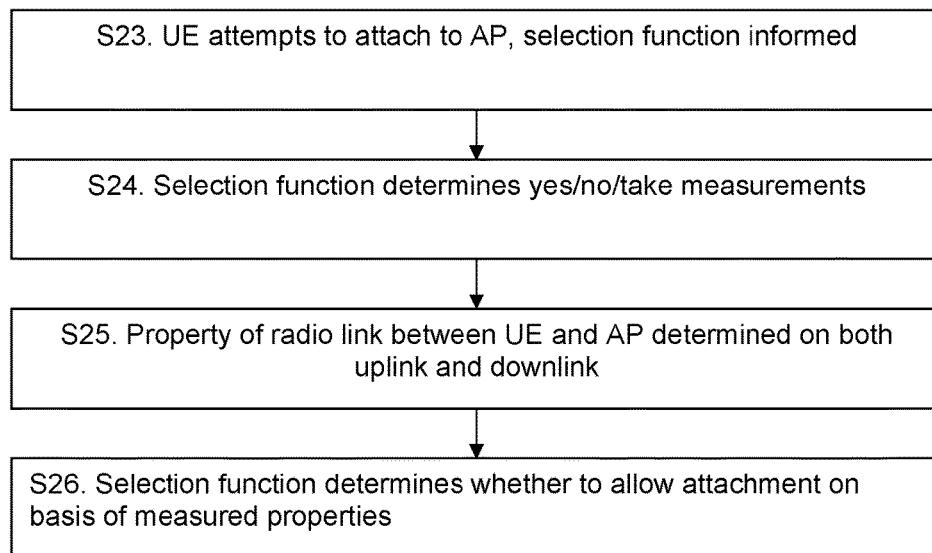 S23. UE attempts to attach to AP, selection function informed
S24. Selection function determines yes/no/take measurements
S25. Property of radio link between UE and AP determined on both
uplink and downlink
S26. Selection function determines whether to allow attachment on
basis of measured properties